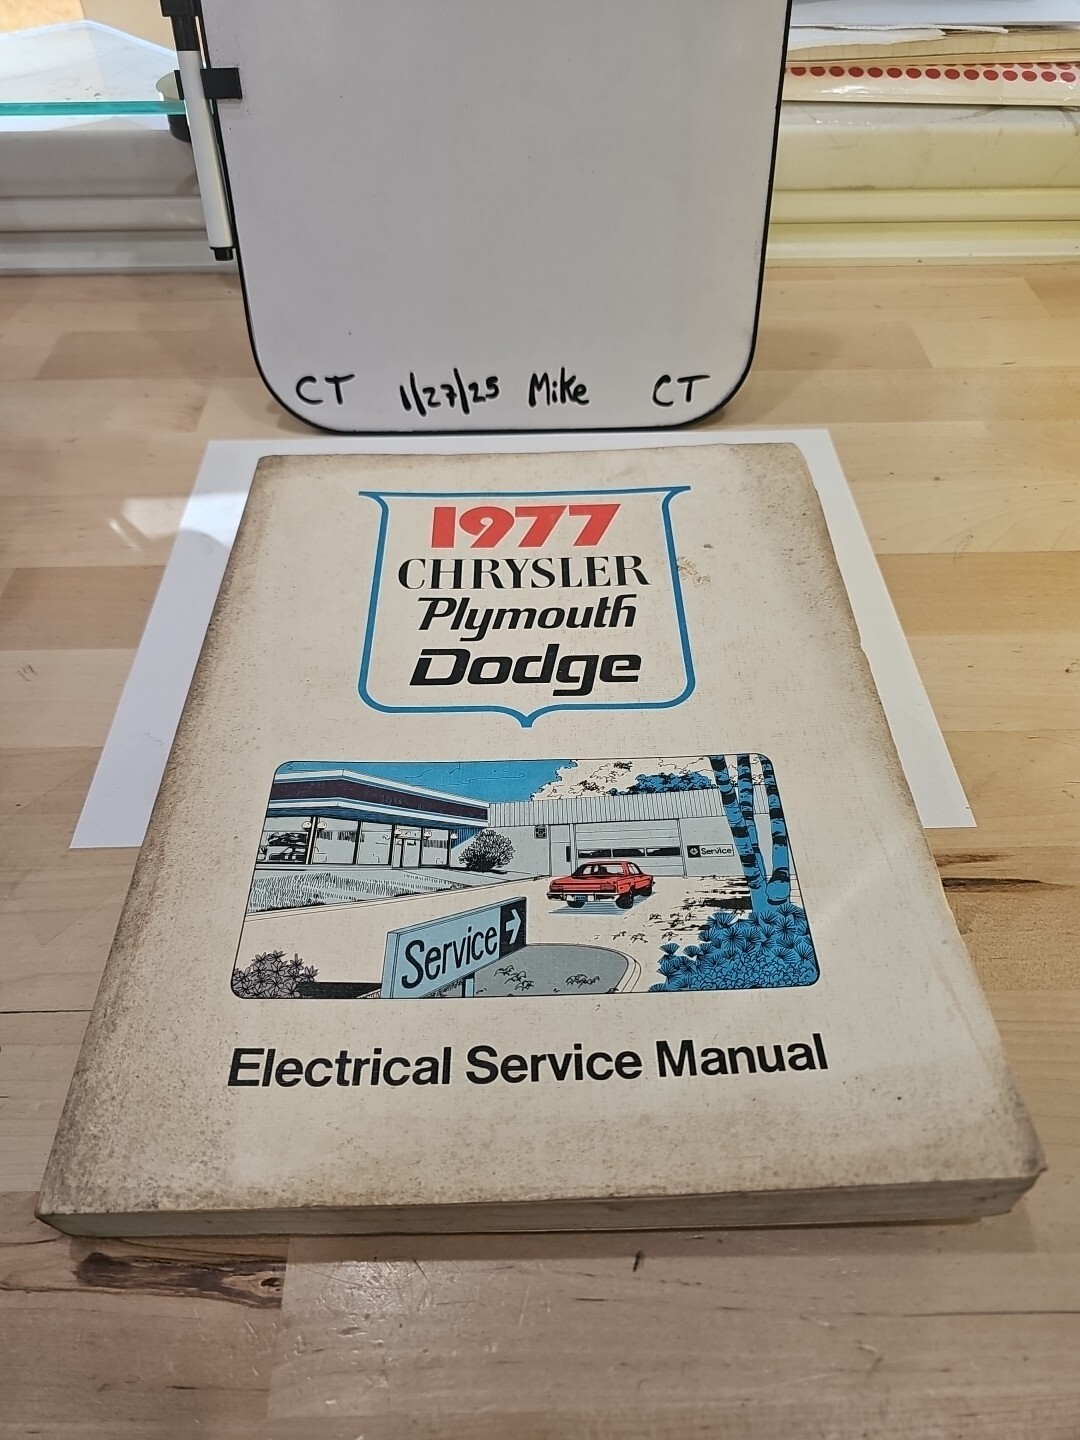 CT 1/27/25 Mike CT
1977
CHRYSLER
Plymouth
Dodge
Service
Service
Electrical Service Manual